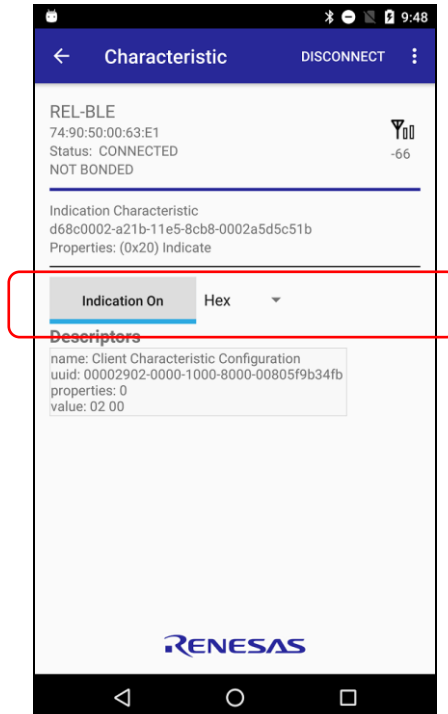 9:48
Characteristic DISCONNECT
REL-BLE
74:90:50:00:63:E1
Status: CONNECTED
-66
NOT BONDED
Indication Characteristic
d68c0002-a21b-11e5-8cb8-0002a5d5c51b
Properties: (0x20) Indicate
Indication On Hex
Descriptors
name: Client Characteristic Configuration
uuid: 00002902-0000-1000-8000-00805f9b34fb
properties: 0
value: 02 00
RENESAS